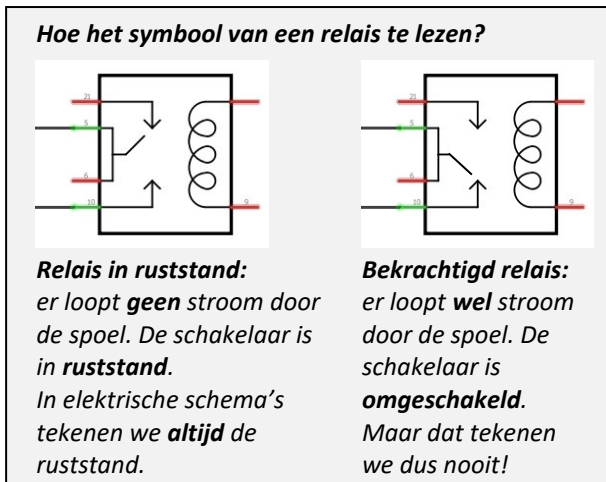 Hoe het symbool van een relais te lezen?
21
5
6
10
9
21
5
6
10
9
Relais in ruststand:
er loopt geen stroom door
de spoel. De schakelaar is
in ruststand.
In elektrische schema's
tekenen we altijd de
ruststand.
Bekrachtigd relais:
er loopt wel stroom
door de spoel. De
schakelaar is
omgeschakeld.
Maar dat tekenen
we dus nooit!